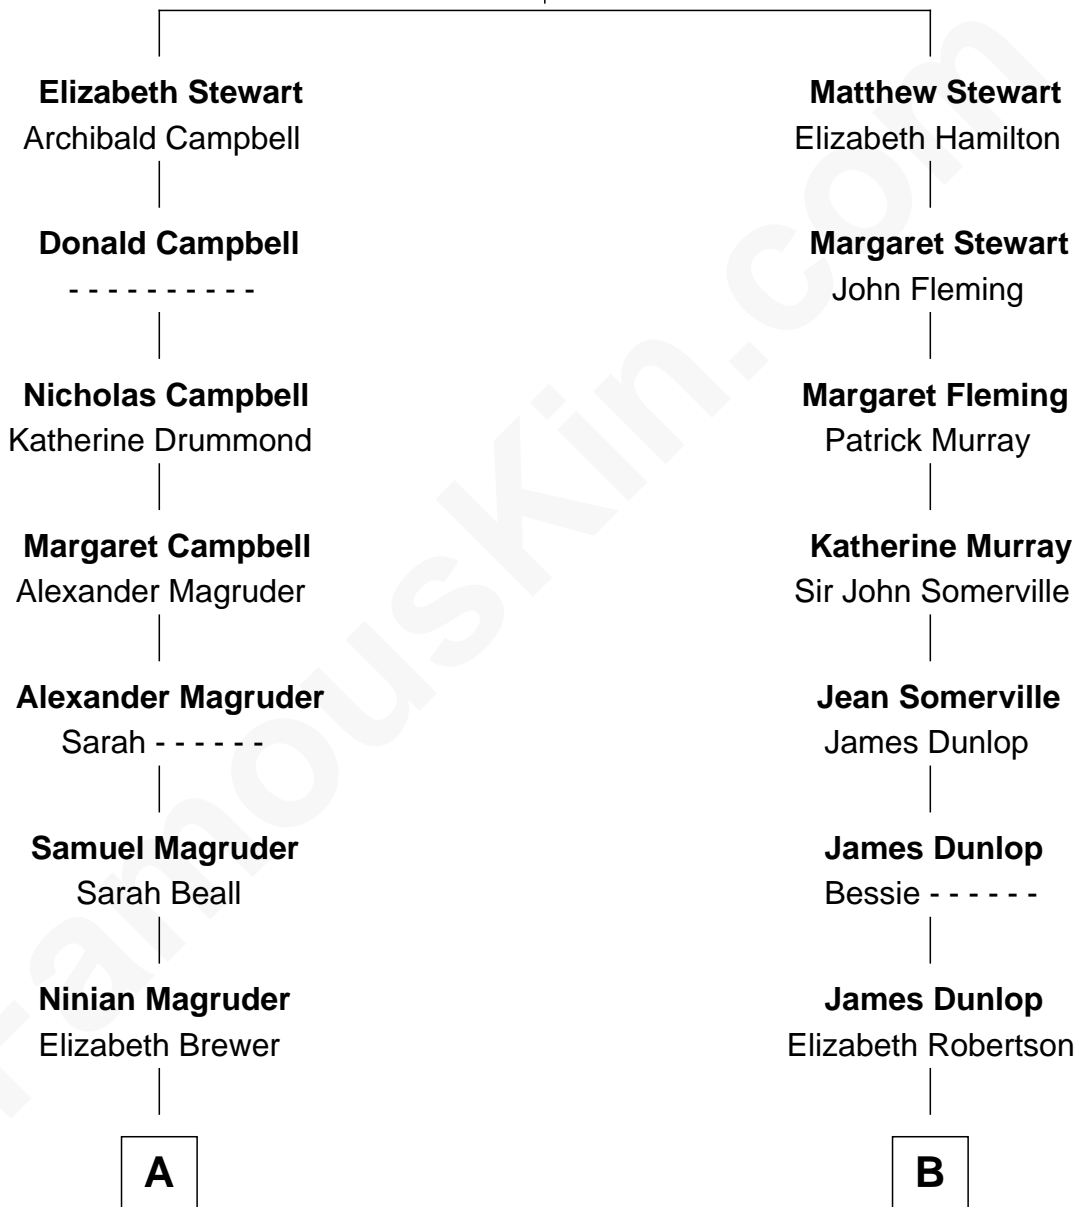 Elizabeth Stewart
Archibald Campbell
Matthew Stewart
Elizabeth Hamilton
Donald Campbell
- - - - - - - - - -
Margaret Stewart
John Fleming
Nicholas Campbell
Katherine Drummond
Margaret Fleming
Patrick Murray
Margaret Campbell
Alexander Magruder
Katherine Murray
Sir John Somerville
Alexander Magruder
Sarah - - - - - -
Jean Somerville
James Dunlop
Samuel Magruder
Sarah Beall
James Dunlop
Bessie - - - - - -
Ninian Magruder
Elizabeth Brewer
James Dunlop
Elizabeth Robertson
A
B
FamousKin.com